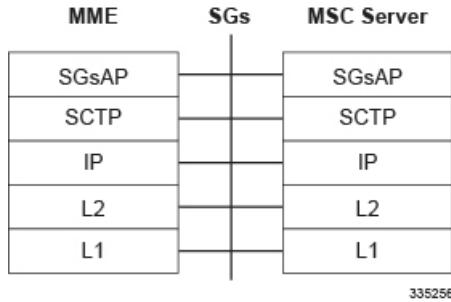 MME SGs MSC Server
SGsAP SGsAP
SCTP SCTP
IP IP
L2 L2
L1 L1
335256